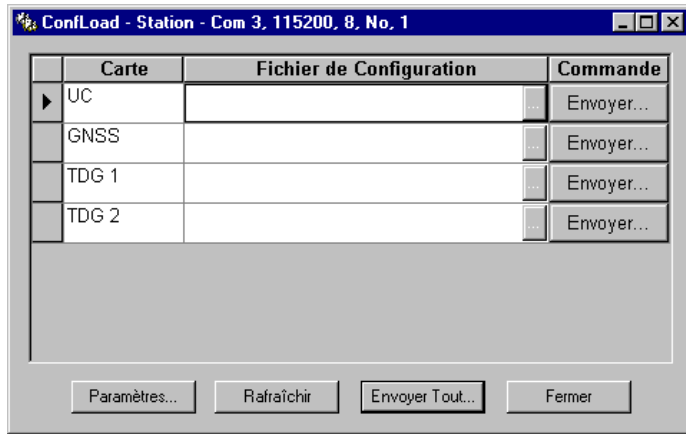 ConfLoad - Station - Com 3, 115200, 8, No, 1
Carte Fichier de Configuration Commande
UC ... Envoyer...
GNSS ... Envoyer...
TDG 1 ... Envoyer...
TDG 2 ... Envoyer...
Paramètres... Rafraîchir Envoyer Tout... Fermer